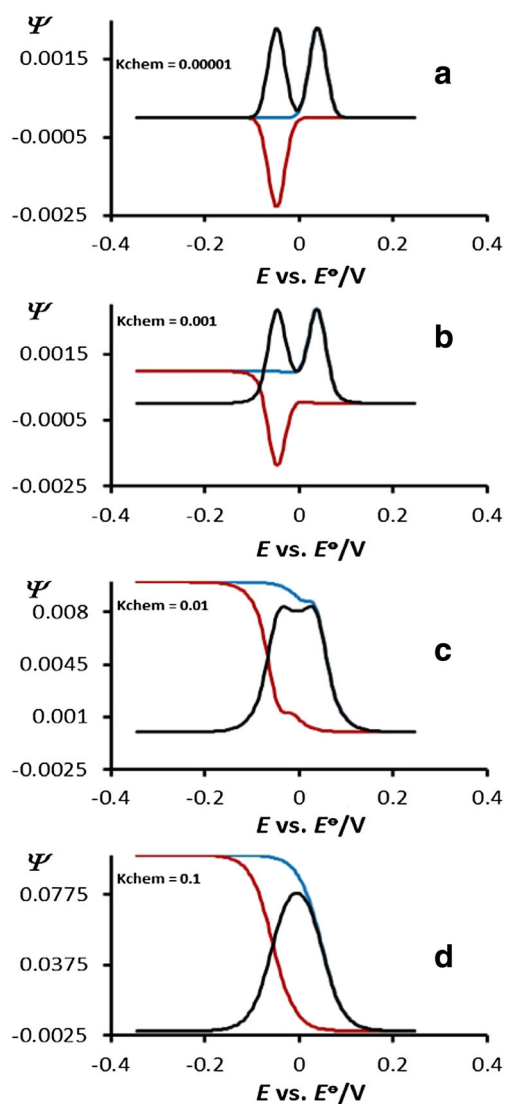 Ψ
0.0015
Kchem = 0.00001
a
-0.0005
-0.0025
-0.4 -0.2 0 0.2 0.4
E vs. E°/V
Ψ
Kchem = 0.001
b
0.0015
-0.0005
-0.0025
-0.4 -0.2 0 0.2 0.4
E vs. E°/V
Ψ
0.008
Kchem = 0.01
c
0.0045
0.001
-0.0025
-0.4 -0.2 0 0.2 0.4
E vs. E°/V
Ψ
Kchem = 0.1
d
0.0775
0.0375
-0.0025
-0.4 -0.2 0 0.2 0.4
E vs. E°/V